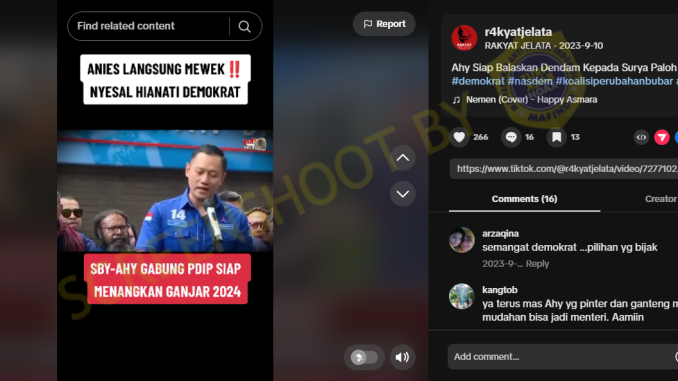 Find related content
Report
ANIES LANGSUNG MEWEK‼️
NYESAL HIANATI DEMOKRAT
14
SBY-AHY GABUNG PDIP SIAP
MENANGKAN GANJAR 2024
r4kyatjelata
RAKYAT JELATA · 2023-9-10
Ahy Siap Balaskan Dendam Kepada Surya Paloh
#demokrat #nasdem #koalisiperubahanbubar
♫ Nemen (Cover) - Happy Asmara
266
16
13
https://www.tiktok.com/@r4kyatjelata/video/7277102
Comments (16)
Creator
arzaqina
semangat demokrat ...pilihan yg bijak
2023-9-... Reply
kangtob
ya terus mas Ahy yg pinter dan ganteng m
mudahan bisa jadi menteri. Aamiin
Add comment...
SCREENSHOOT BY
MAFINDO